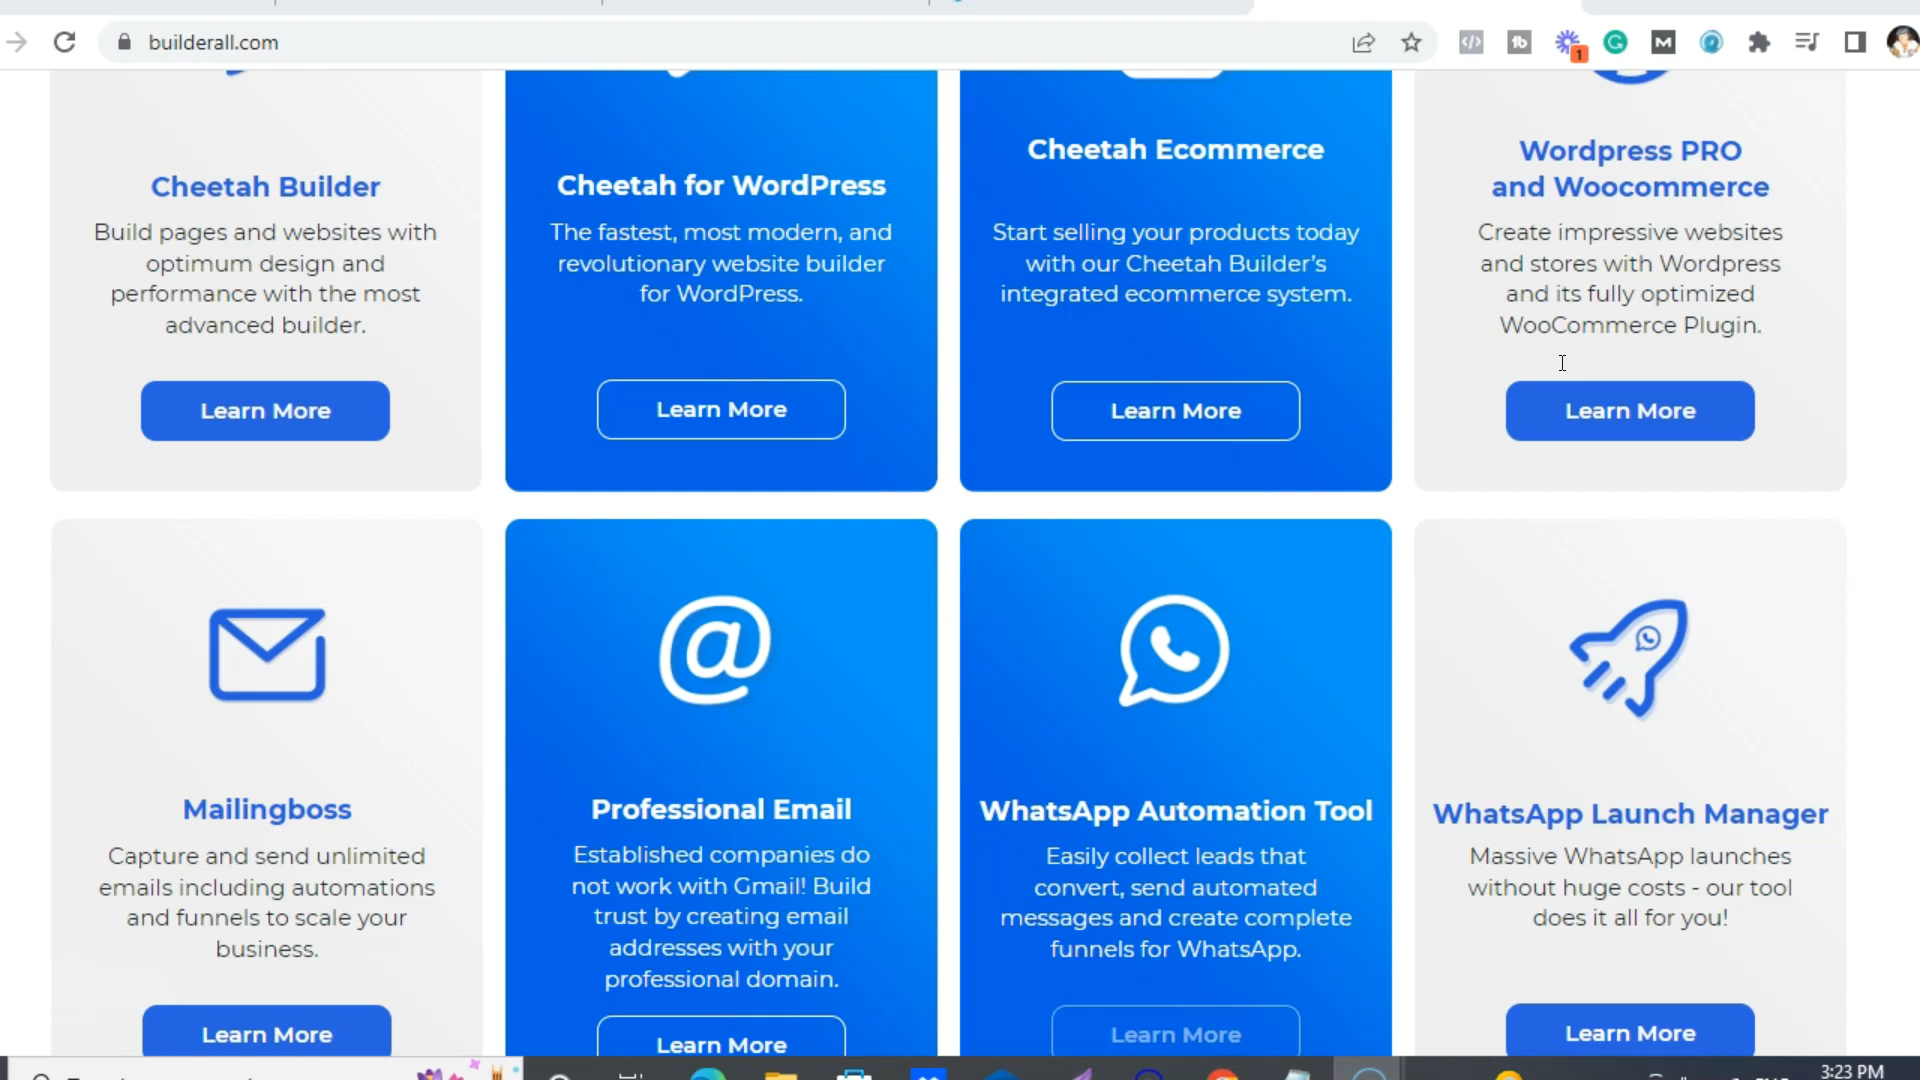 builderall.com
1
Cheetah Builder
Build pages and websites with
optimum design and
performance with the most
advanced builder.
Learn More
Cheetah for WordPress
The fastest, most modern, and
revolutionary website builder
for WordPress.
Learn More
Cheetah Ecommerce
Start selling your products today
with our Cheetah Builder's
integrated ecommerce system.
Learn More
Wordpress PRO
and Woocommerce
Create impressive websites
and stores with Wordpress
and its fully optimized
WooCommerce Plugin.
Learn More
Mailingboss
Capture and send unlimited
emails including automations
and funnels to scale your
business.
Learn More
Professional Email
Established companies do
not work with Gmail! Build
trust by creating email
addresses with your
professional domain.
Learn More
WhatsApp Automation Tool
Easily collect leads that
convert, send automated
messages and create complete
funnels for WhatsApp.
Learn More
WhatsApp Launch Manager
Massive WhatsApp launches
without huge costs - our tool
does it all for you!
Learn More
3:23 PM